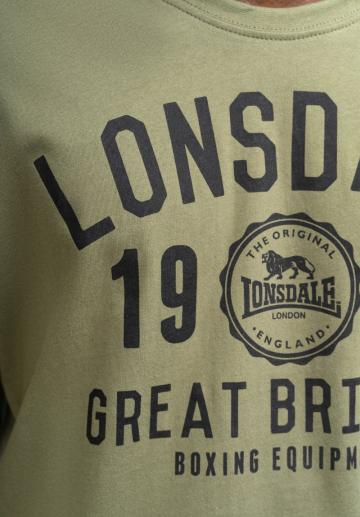 LONSDA
19
THE ORIGINAL
LONSDALE
LONDON
· ENGLAND ·
GREAT BRI
BOXING EQUIPM